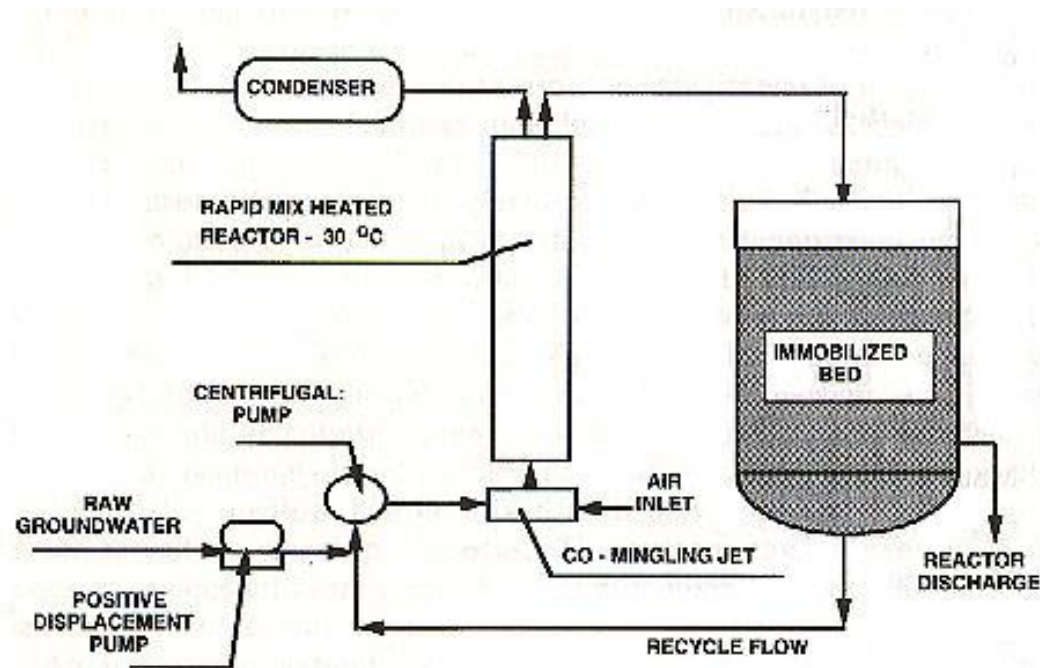 CONDENSER
RAPID MIX HEATED
REACTOR - 30 °C
IMMOBILIZED
BED
CENTRIFUGAL:
PUMP
AIR
INLET
RAW
GROUNDWATER
CO - MINGLING JET
REACTOR
DISCHARGE
POSITIVE
DISPLACEMENT
PUMP
RECYCLE FLOW